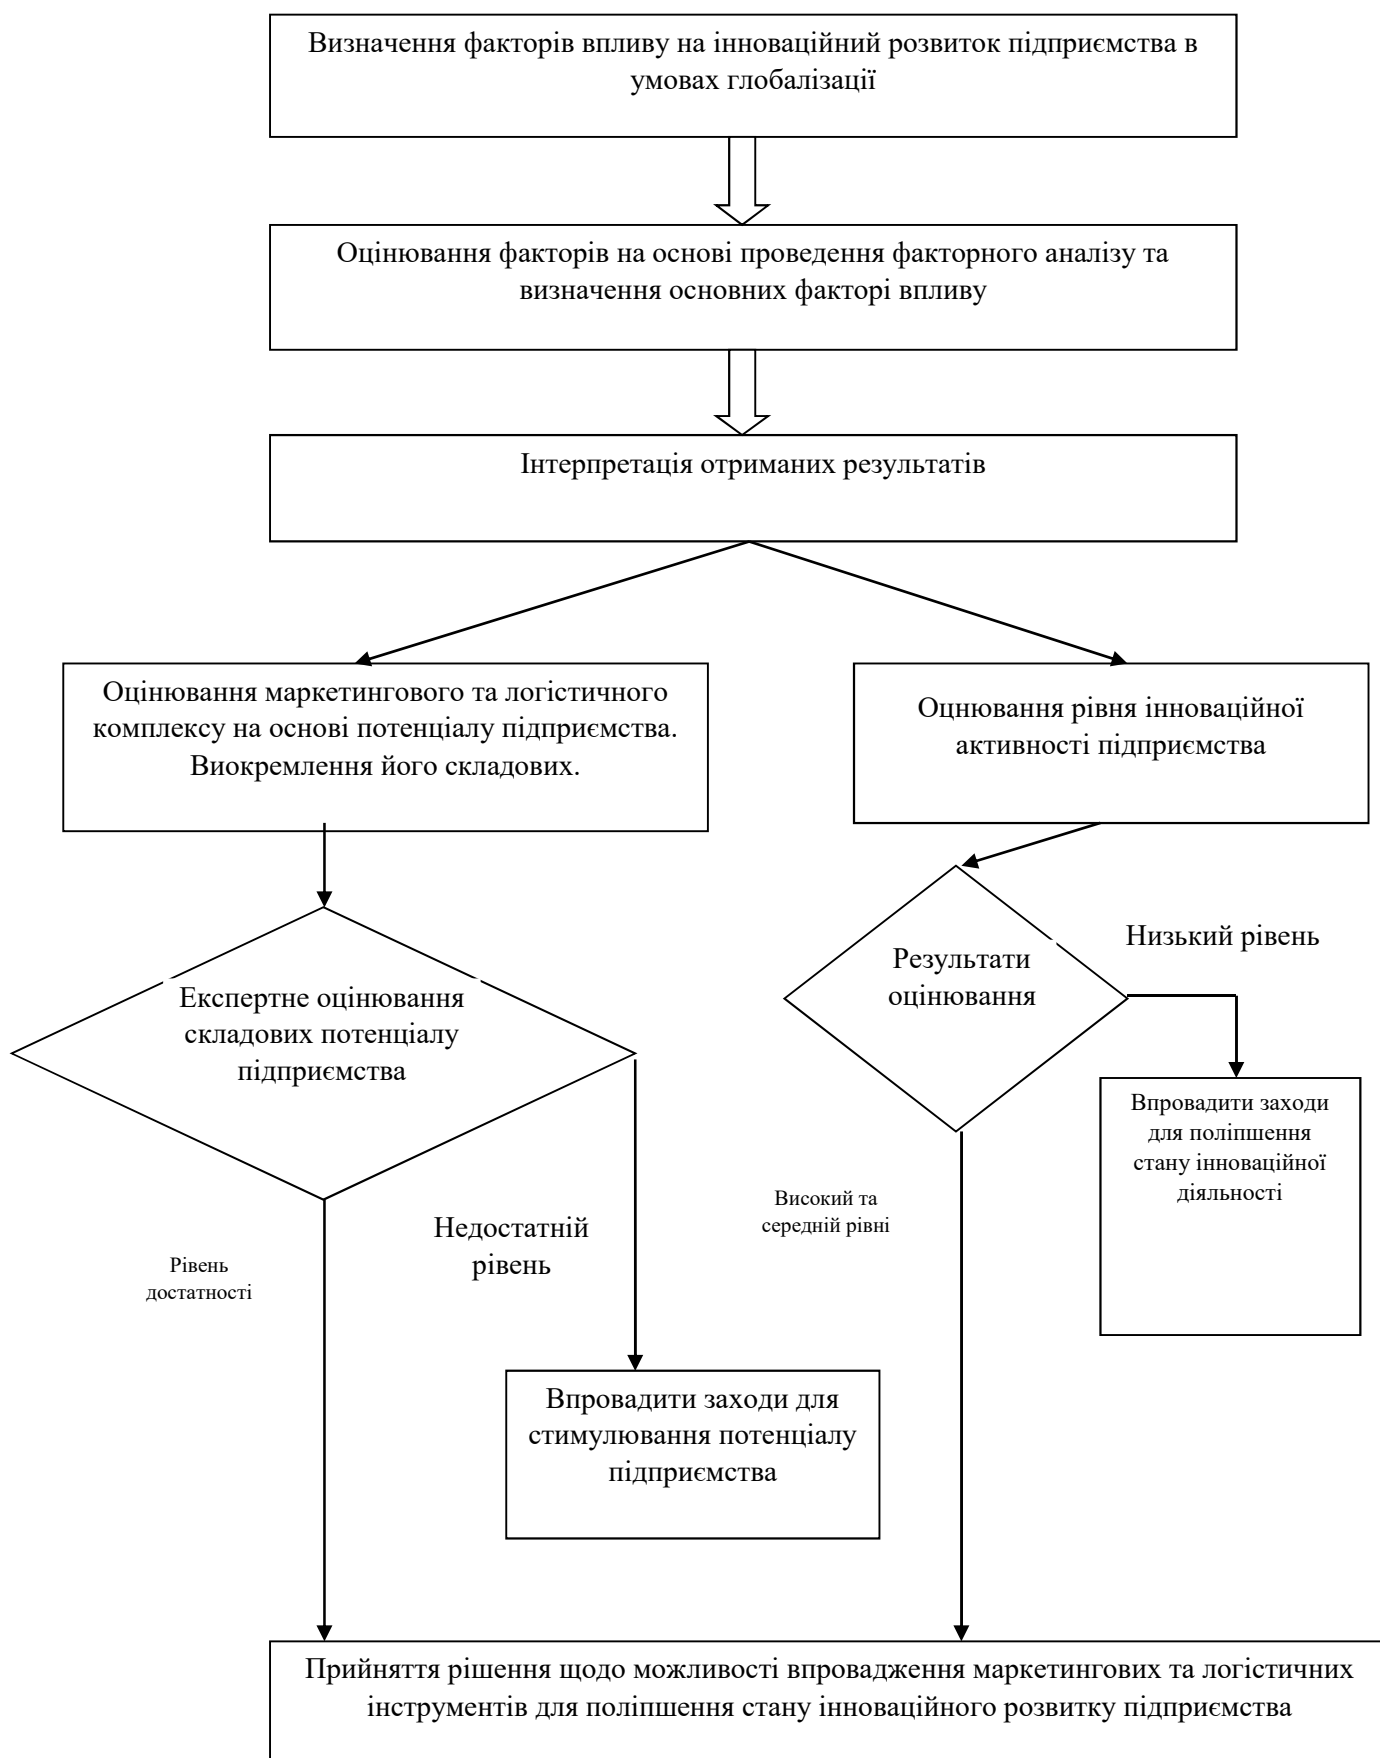 Визначення факторів впливу на інноваційний розвиток підприємства в
умовах глобалізації
Оцінювання факторів на основі проведення факторного аналізу та
визначення основних факторі впливу
Інтерпретація отриманих результатів
Оцінювання маркетингового та логістичного
комплексу на основі потенціалу підприємства.
Виокремлення його складових.
Оцнювання рівня інноваційної
активності підприємства
Експертне оцінювання
складових потенціалу
підприємства
Результати
оцінювання
Низький рівень
Впровадити заходи
для поліпшення
стану інноваційної
діяльності
Високий та
середній рівні
Недостатній
рівень
Рівень
достатності
Впровадити заходи для
стимулювання потенціалу
підприємства
Прийняття рішення щодо можливості впровадження маркетингових та логістичних
інструментів для поліпшення стану інноваційного розвитку підприємства